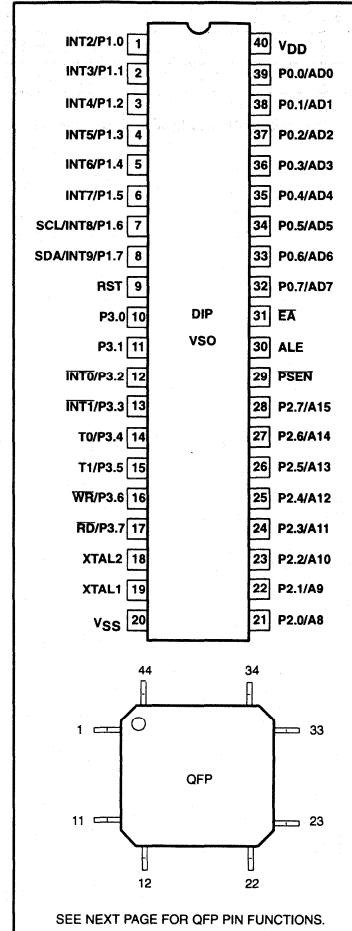 INT2/P1.0 1 40 VDD
INT3/P1.1 2 39 P0.0/AD0
INT4/P1.2 3 38 P0.1/AD1
INT5/P1.3 4 37 P0.2/AD2
INT6/P1.4 5 36 P0.3/AD3
INT7/P1.5 6 35 P0.4/AD4
SCL/INT8/P1.6 7 34 P0.5/AD5
SDA/INT9/P1.7 8 33 P0.6/AD6
RST 9 32 P0.7/AD7
P3.0 10 DIP 31 E̅A̅
P3.1 11 VSO 30 ALE
I̅N̅T̅0̅/P3.2 12 29 P̅S̅E̅N̅
I̅N̅T̅1̅/P3.3 13 28 P2.7/A15
T0/P3.4 14 27 P2.6/A14
T1/P3.5 15 26 P2.5/A13
W̅R̅/P3.6 16 25 P2.4/A12
R̅D̅/P3.7 17 24 P2.3/A11
XTAL2 18 23 P2.2/A10
XTAL1 19 22 P2.1/A9
VSS 20 21 P2.0/A8
44 34
1 33
QFP
11 23
12 22
SEE NEXT PAGE FOR QFP PIN FUNCTIONS.